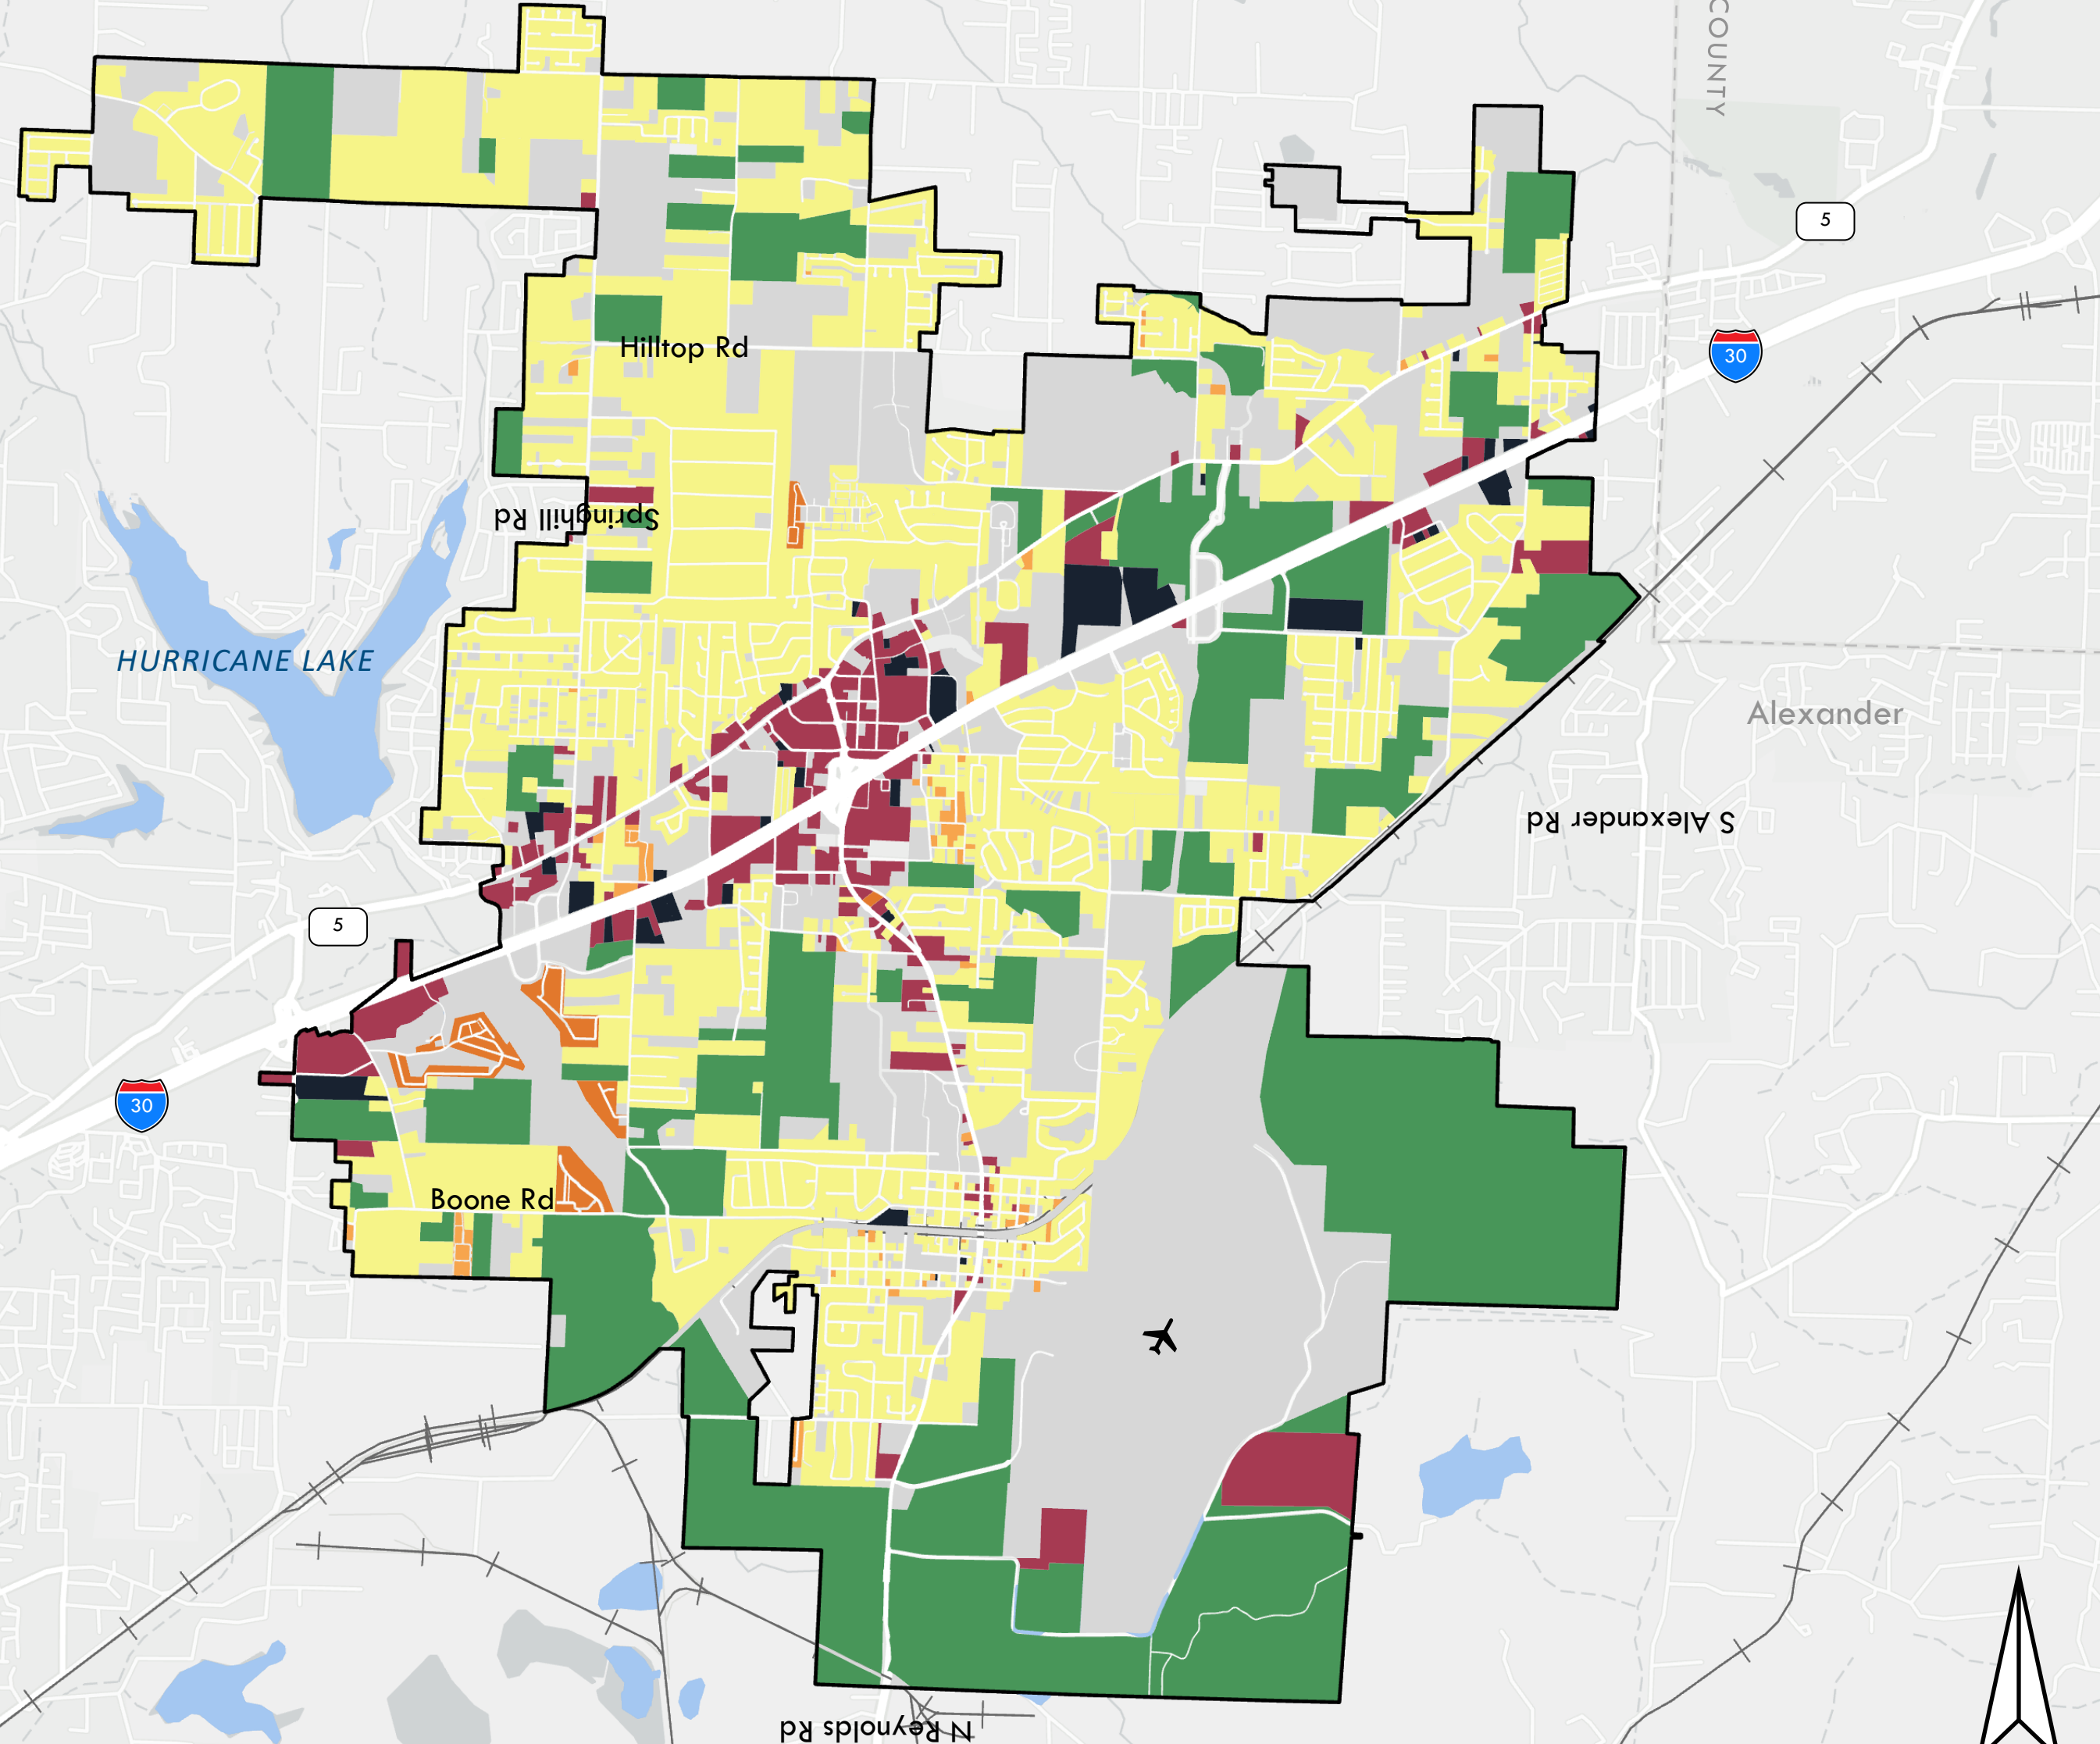 COUNTY
5
30
Hilltop Rd
Springhill Rd
HURRICANE LAKE
Alexander
S Alexander Rd
5
30
Boone Rd
N Reynolds Rd